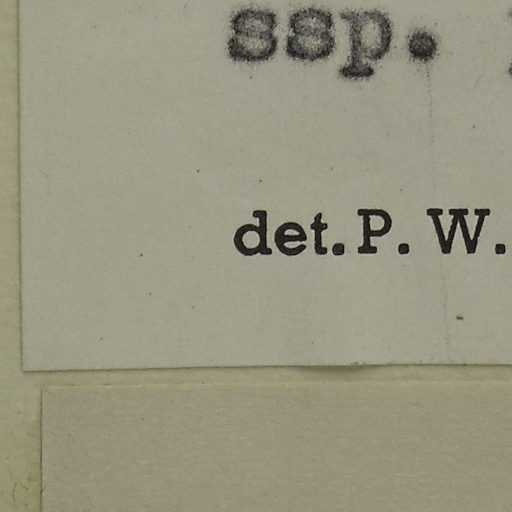 ssp.
det. P. W.